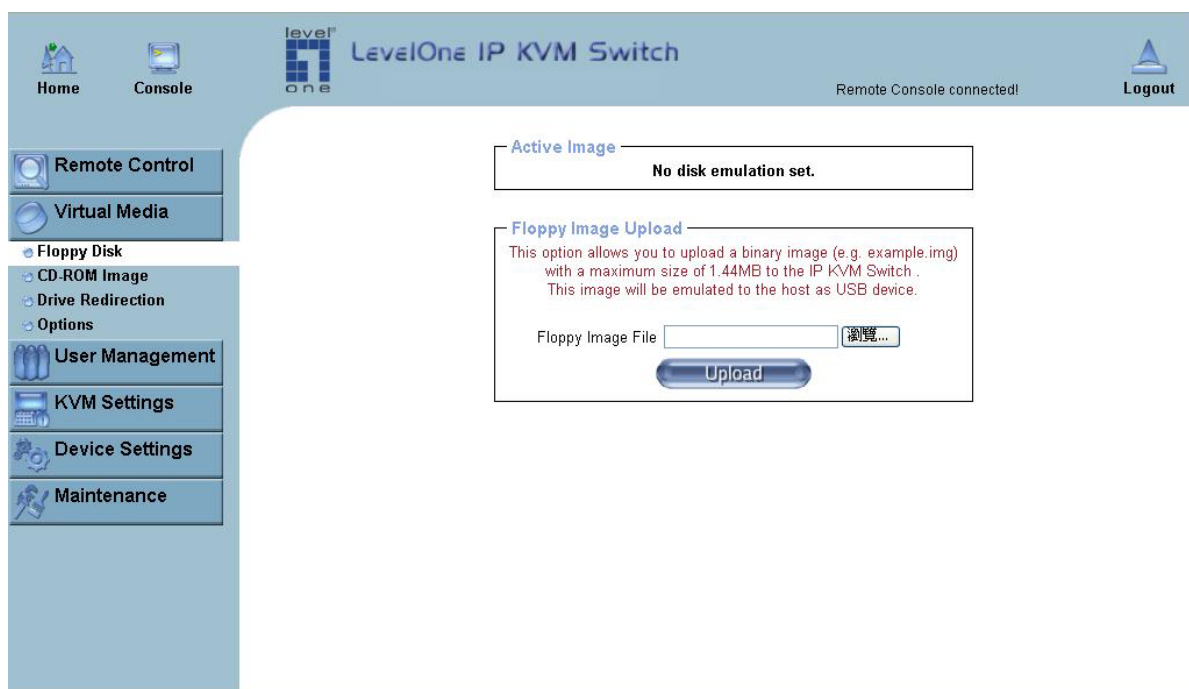 level
one
LevelOne IP KVM Switch
Home
Console
Remote Console connected!
Logout
Remote Control
Virtual Media
Floppy Disk
CD-ROM Image
Drive Redirection
Options
User Management
KVM Settings
Device Settings
Maintenance
Active Image
No disk emulation set.
Floppy Image Upload
This option allows you to upload a binary image (e.g. example.img)
with a maximum size of 1.44MB to the IP KVM Switch .
This image will be emulated to the host as USB device.
Floppy Image File
瀏覽...
Upload